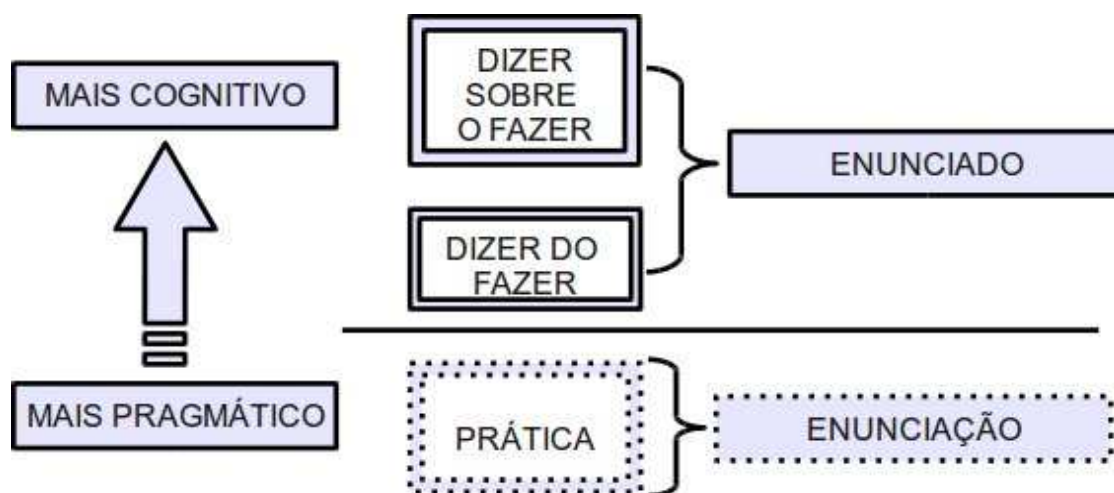 MAIS COGNITIVO
DIZER
SOBRE
O FAZER
ENUNCIADO
DIZER DO
FAZER
MAIS PRAGMÁTICO
PRÁTICA
ENUNCIAÇÃO